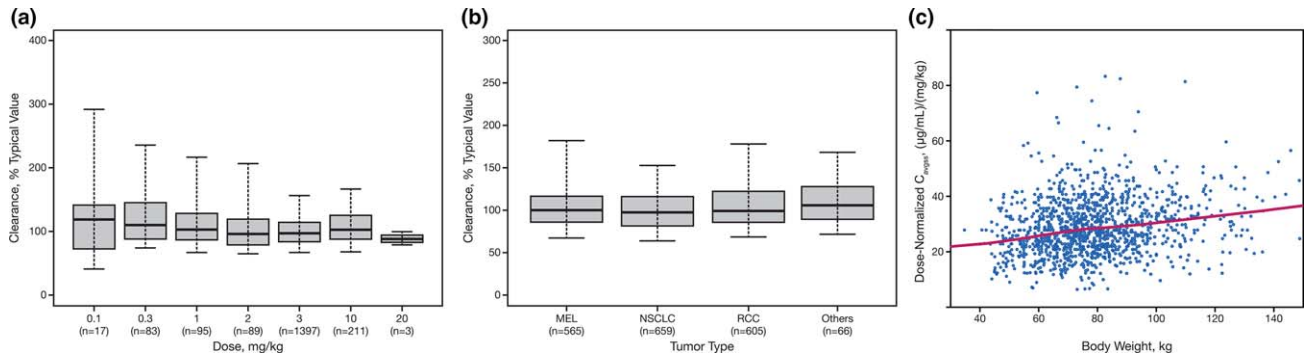 (a)
Clearance, % Typical Value
400
300
200
100
0
0.1 0.3 1 2 3 10 20
(n=17) (n=83) (n=95) (n=89) (n=1397) (n=211) (n=3)
Dose, mg/kg
(b)
Clearance, % Typical Value
300
250
200
150
100
50
0
MEL NSCLC RCC Others
(n=565) (n=659) (n=605) (n=66)
Tumor Type
(c)
Dose-Normalized Cavgss, (µg/mL)/(mg/kg)
80
60
40
20
40 60 80 100 120 140
Body Weight, kg